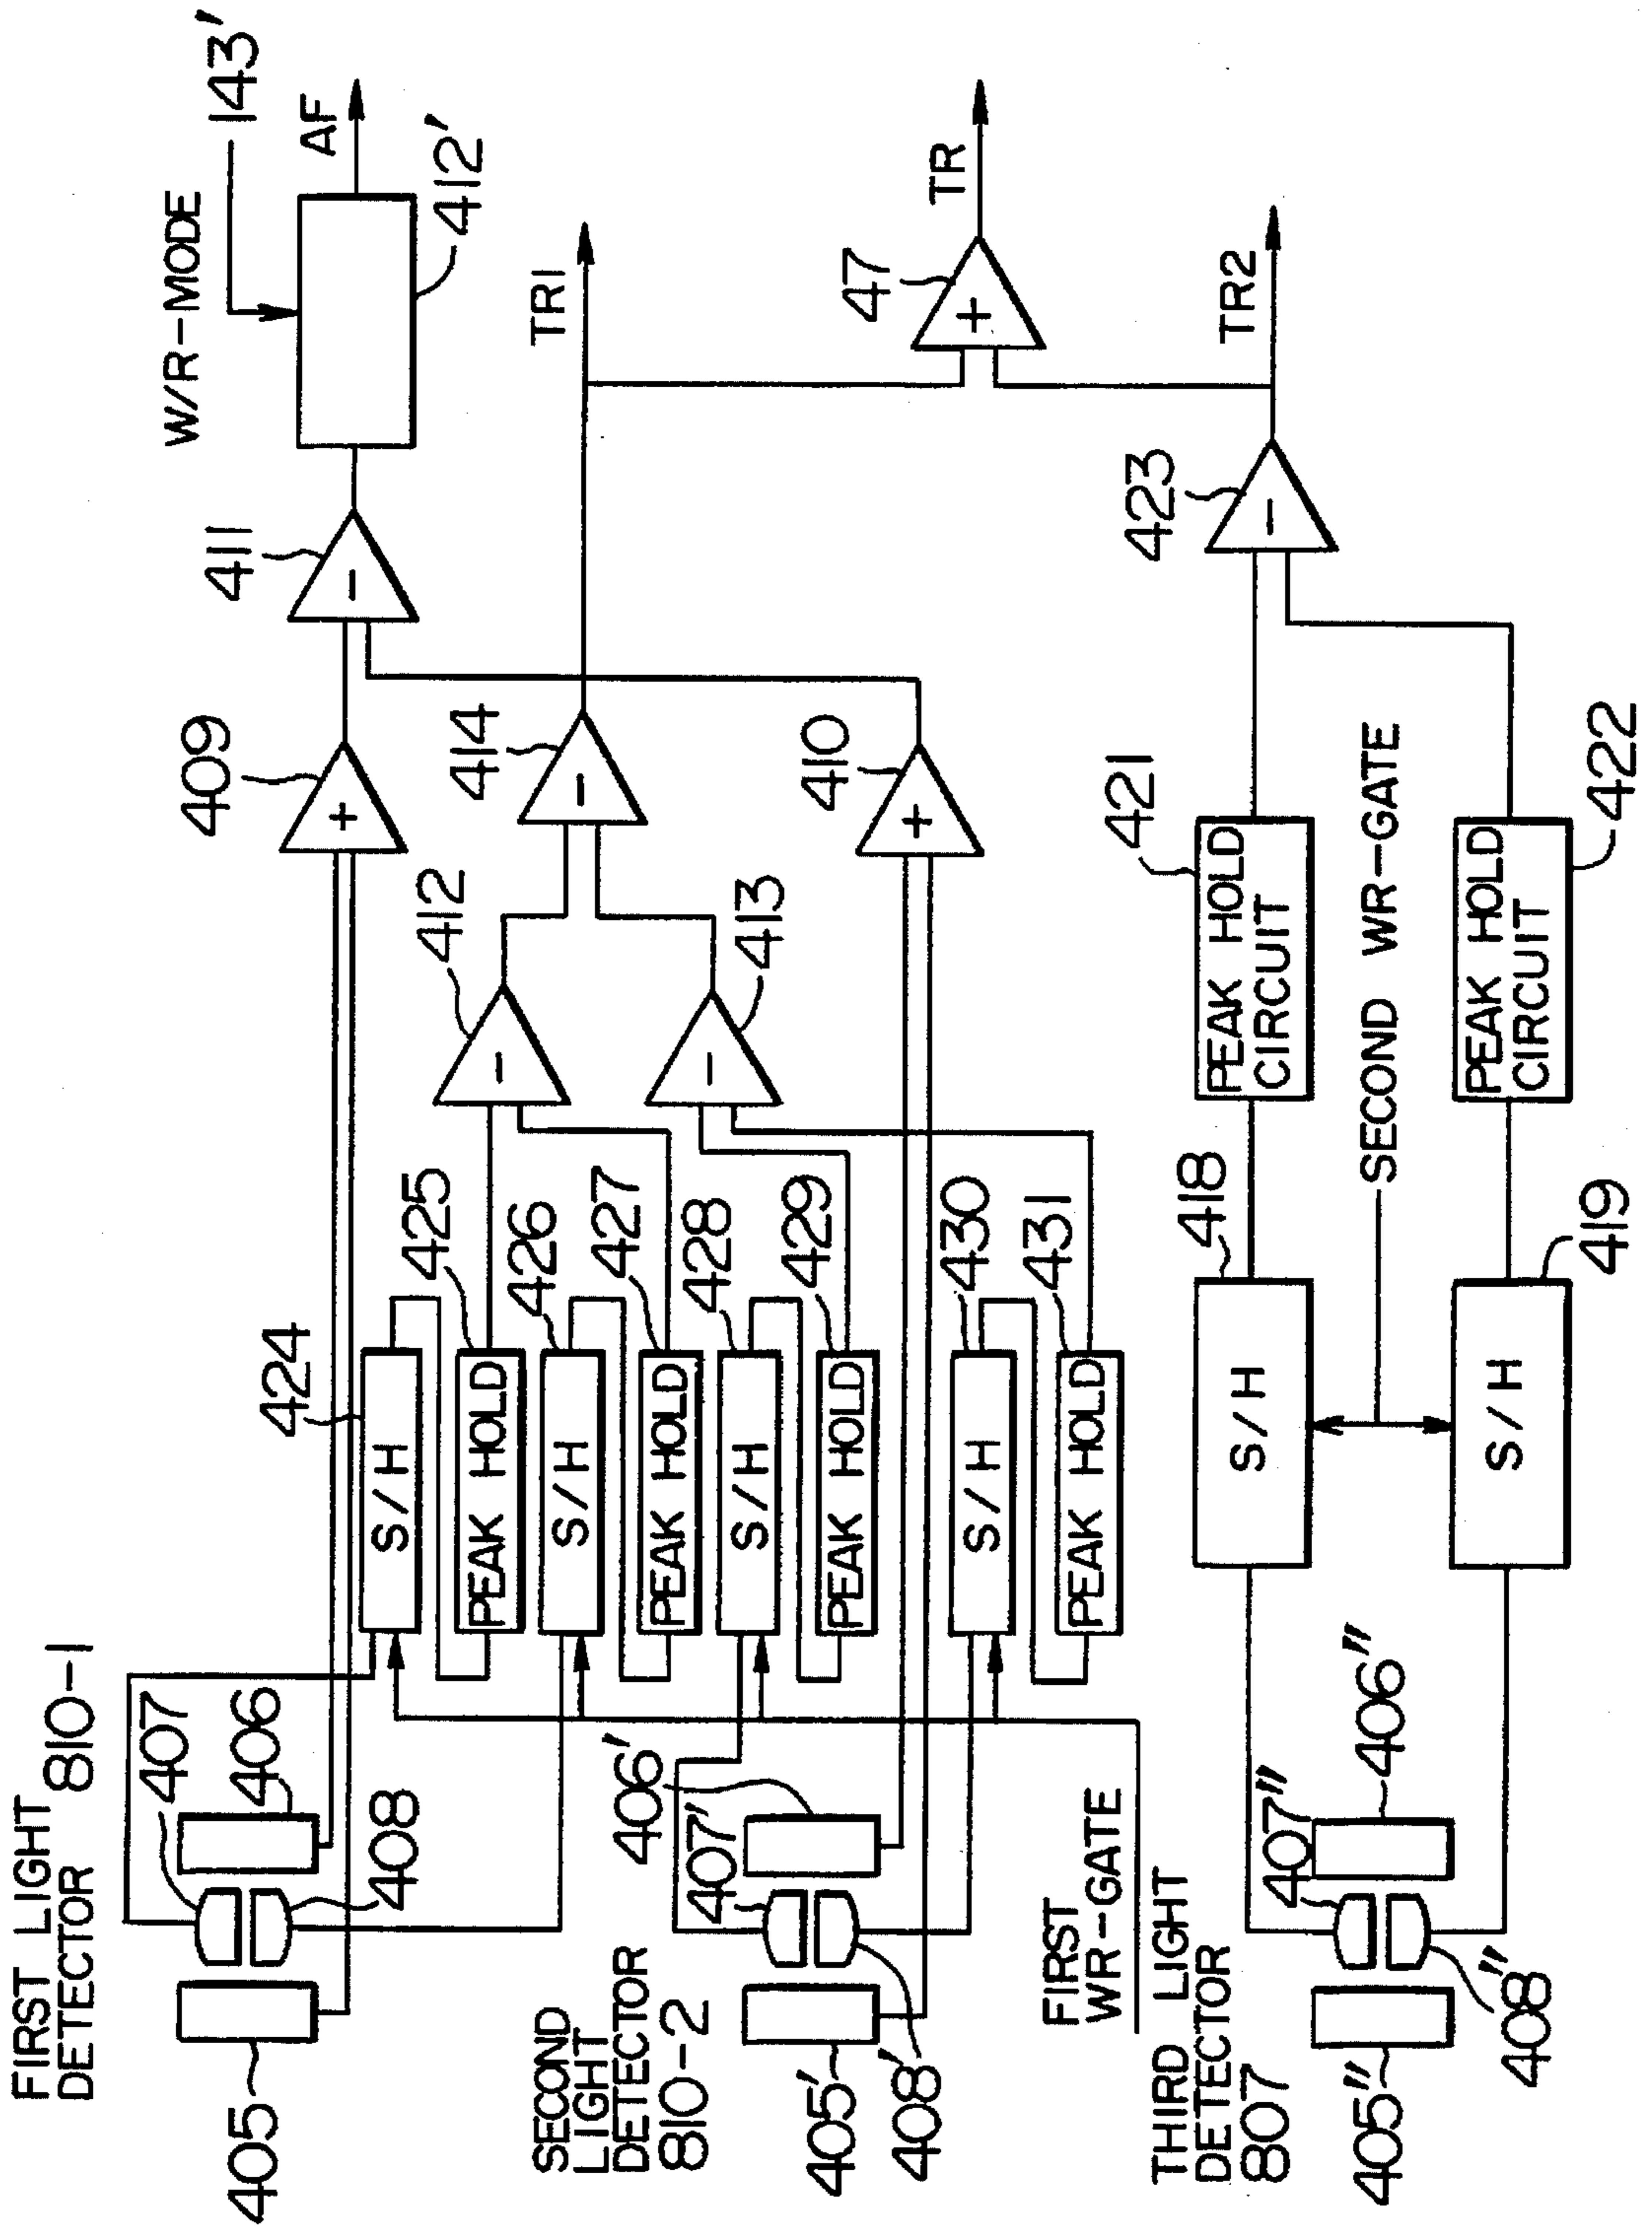 FIRST LIGHT
DETECTOR 810-1
407
406
408
405
424
S/H
425
PEAK HOLD
426
S/H
427
PEAK HOLD
428
S/H
429
PEAK HOLD
430
S/H
431
PEAK HOLD
409
+
411
-
W/R-MODE
143'
412'
AF
412
-
413
-
414
-
TR1
410
+
47
+
TR
SECOND
LIGHT
DETECTOR
810-2
406'
407'
405'
408'
FIRST
WR-GATE
THIRD LIGHT
DETECTOR
807
407"
406"
405"
408"
418
S/H
419
S/H
SECOND WR-GATE
421
PEAK HOLD
CIRCUIT
422
PEAK HOLD
CIRCUIT
423
-
TR2